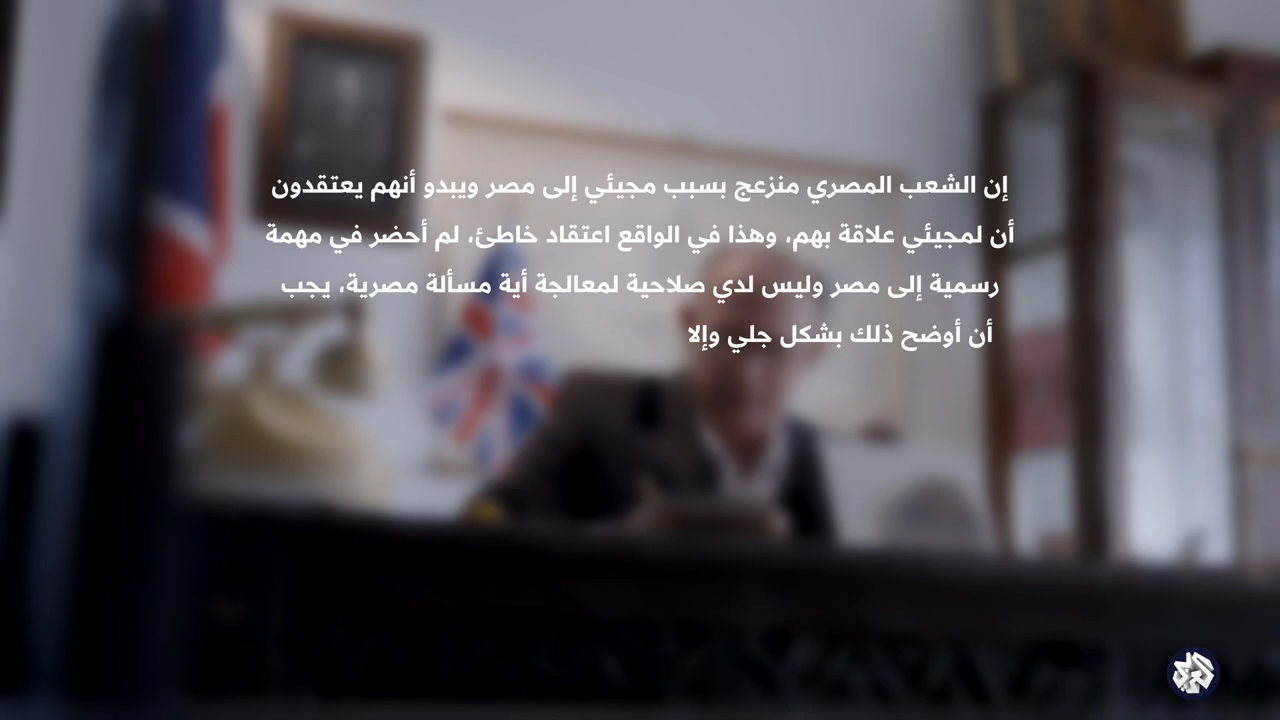 إن الشعب المصري منزعج بسبب مجيئي إلى مصر ويبدو أنهم يعتقدون
أن لمجيئي علاقة بهم، وهذا في الواقع اعتقاد خاطئ، لم أحضر في مهمة
رسمية إلى مصر وليس لدي صلاحية لمعالجة أية مسألة مصرية، يجب
أن أوضح ذلك بشكل جلي وإلا